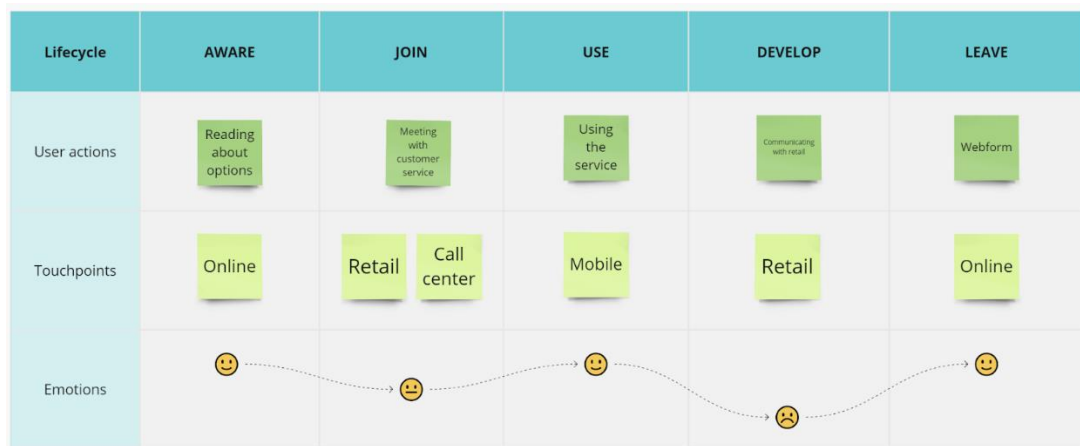 Lifecycle
AWARE
JOIN
USE
DEVELOP
LEAVE
User actions
Reading
about
options
Meeting
with
customer
service
Using
the
service
Communicating
with retail
Webform
Touchpoints
Online
Retail
Call
center
Mobile
Retail
Online
Emotions